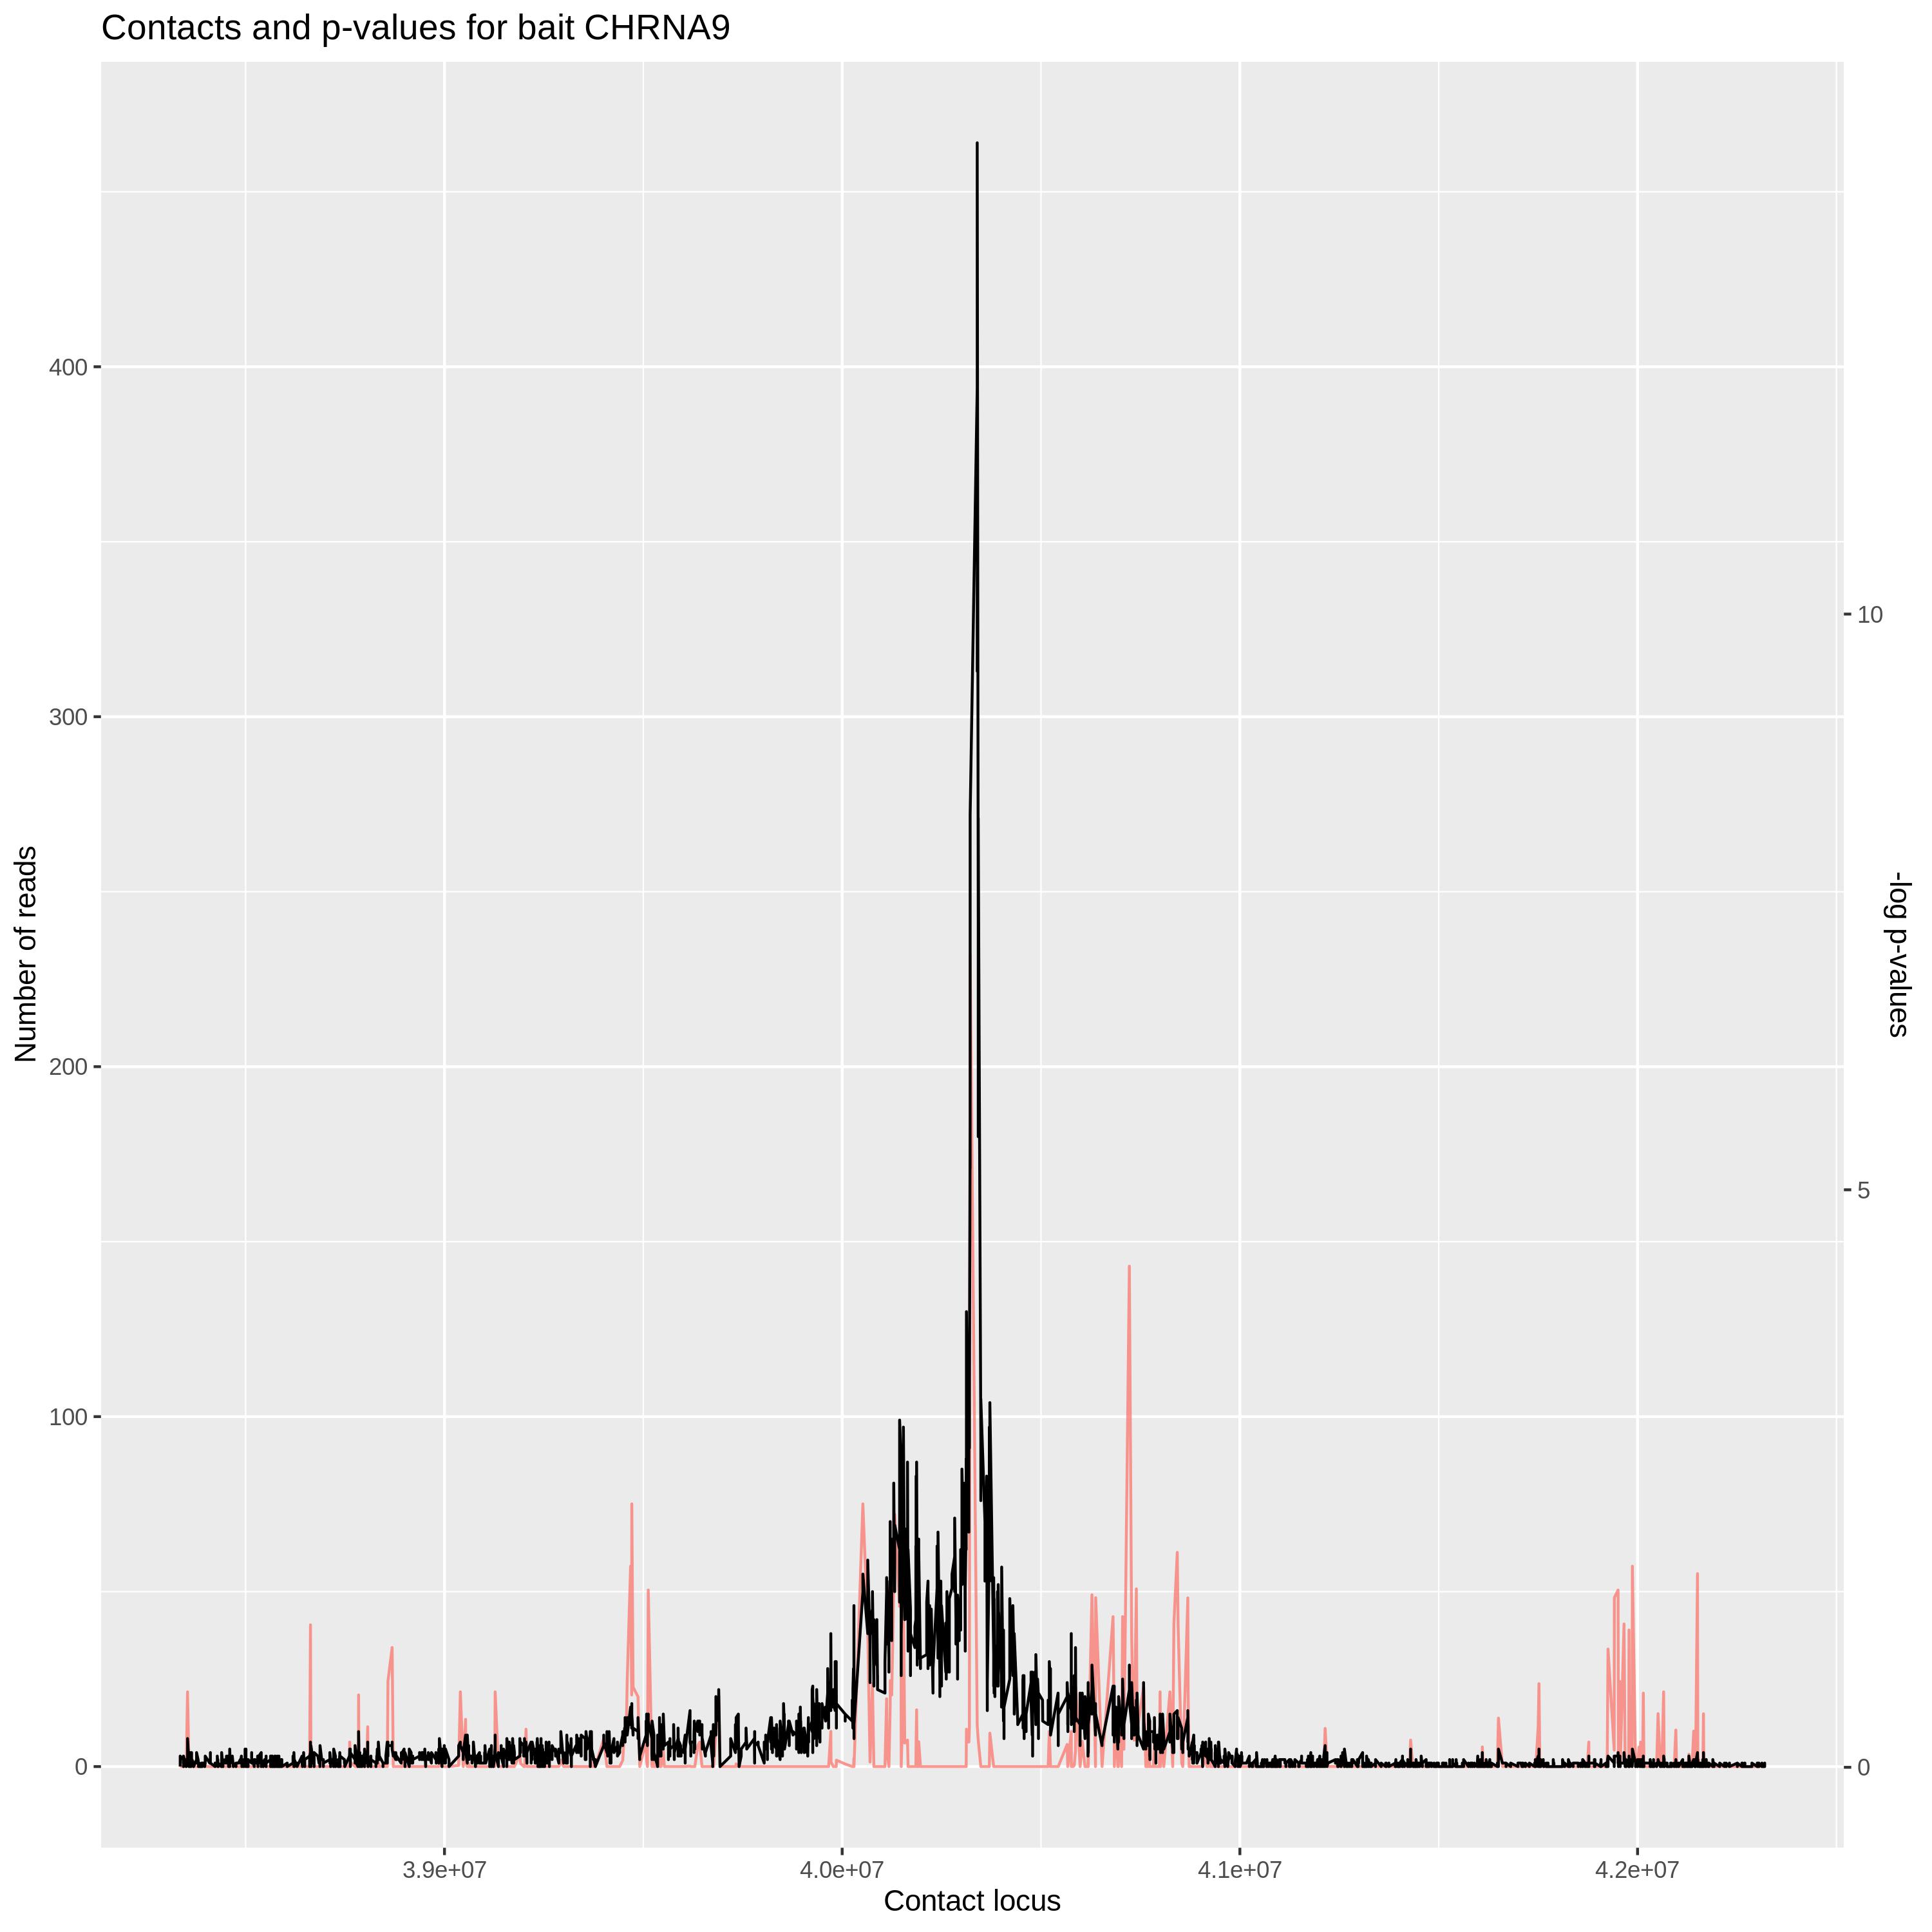 Contacts and p-values for bait CHRNA9
400
300
200
100
0
Number of reads
10
5
0
-log p-values
3.9e+07
4.0e+07
4.1e+07
4.2e+07
Contact locus